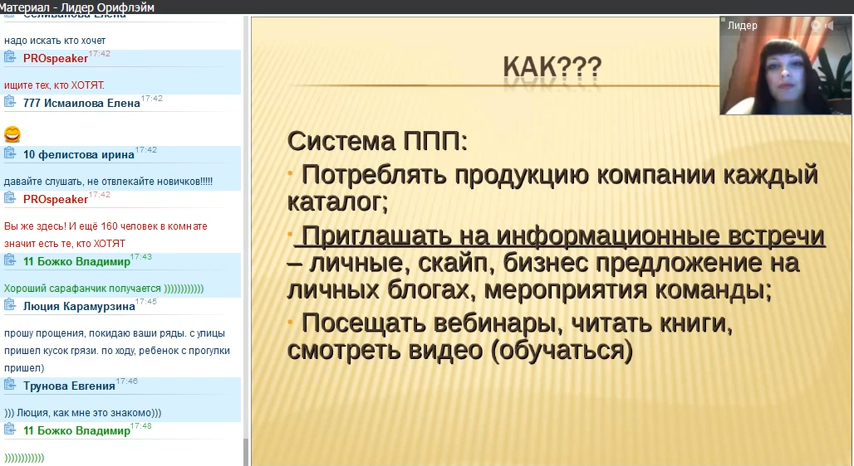 Материал - Лидер Орифлэйм
Селиванова Елена
надо искать кто хочет
PROspeaker 17:42
ищите тех, кто ХОТЯТ.
777 Исмаилова Елена 17:42
10 фелистова ирина 17:42
давайте слушать, не отвлекайте новичков!!!!!
PROspeaker 17:42
Вы же здесь! И ещё 160 человек в комнате
значит есть те, кто ХОТЯТ
11 Божко Владимир 17:43
Хороший сарафанчик получается ))))))))))))
Люция Карамурзина 17:45
прошу прощения, покидаю ваши ряды. с улицы
пришел кусок грязи. по ходу, ребенок с прогулки
пришел)
Трунова Евгения 17:46
))) Люция, как мне это знакомо)))
11 Божко Владимир 17:48
))))))))))))
Лидер
КАК???
Система ППП:
• Потреблять продукцию компании каждый
каталог;
• Приглашать на информационные встречи
– личные, скайп, бизнес предложение на
личных блогах, мероприятия команды;
• Посещать вебинары, читать книги,
смотреть видео (обучаться)